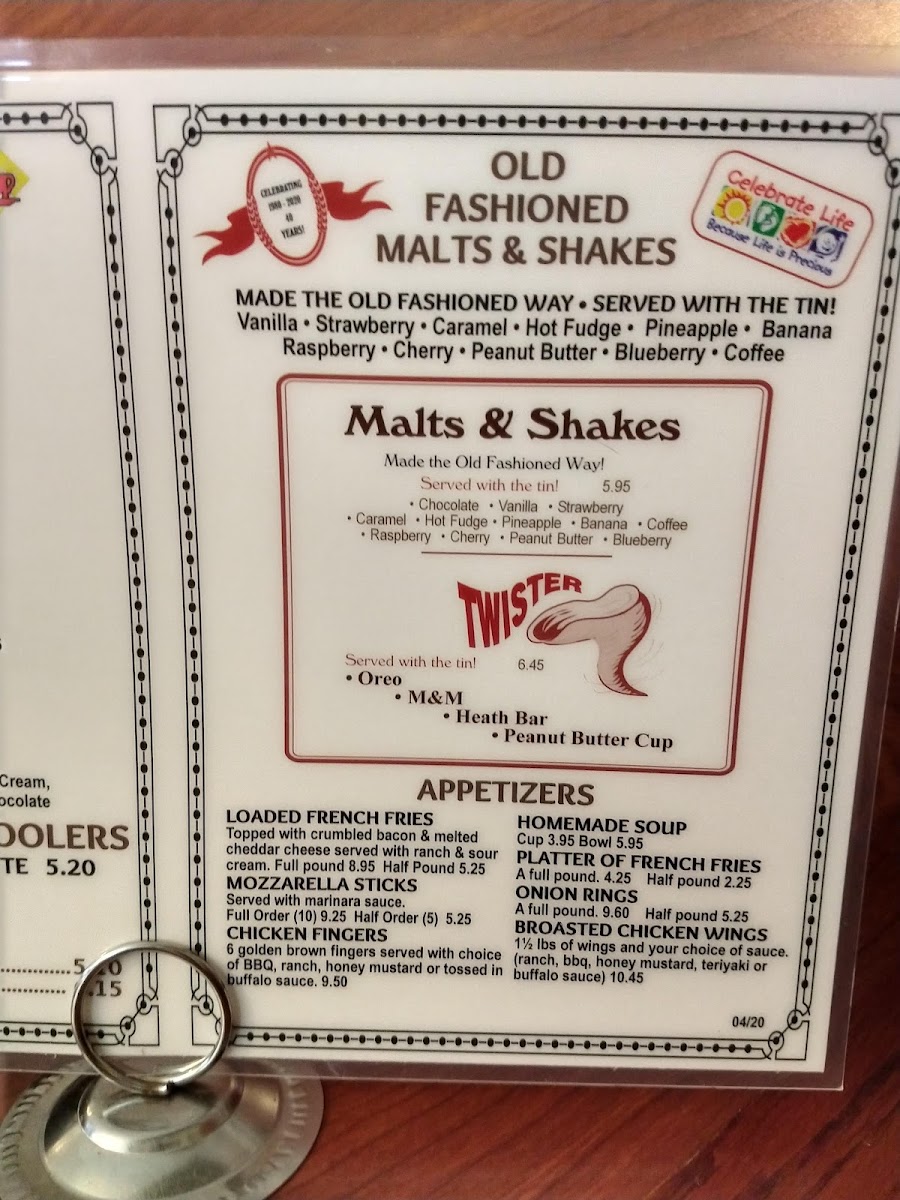 Cream,
ocolate
OOLERS
TE 5.20
.15
CELEBRATING
1980 - 2020
40
YEARS!
OLD
FASHIONED
MALTS & SHAKES
Celebrate Life
Because Life is Precious
MADE THE OLD FASHIONED WAY • SERVED WITH THE TIN!
Vanilla • Strawberry • Caramel • Hot Fudge • Pineapple • Banana
Raspberry • Cherry • Peanut Butter • Blueberry • Coffee
Malts & Shakes
Made the Old Fashioned Way!
Served with the tin! 5.95
• Chocolate • Vanilla • Strawberry
• Caramel • Hot Fudge • Pineapple • Banana • Coffee
• Raspberry • Cherry • Peanut Butter • Blueberry
TWISTER
Served with the tin! 6.45
• Oreo
• M&M
• Heath Bar
• Peanut Butter Cup
APPETIZERS
LOADED FRENCH FRIES
Topped with crumbled bacon & melted
cheddar cheese served with ranch & sour
cream. Full pound 8.95 Half Pound 5.25
MOZZARELLA STICKS
Served with marinara sauce.
Full Order (10) 9.25 Half Order (5) 5.25
CHICKEN FINGERS
6 golden brown fingers served with choice
of BBQ, ranch, honey mustard or tossed in
buffalo sauce. 9.50
HOMEMADE SOUP
Cup 3.95 Bowl 5.95
PLATTER OF FRENCH FRIES
A full pound. 4.25 Half pound 2.25
ONION RINGS
A full pound. 9.60 Half pound 5.25
BROASTED CHICKEN WINGS
1½ lbs of wings and your choice of sauce.
(ranch, bbq, honey mustard, teriyaki or
buffalo sauce) 10.45
04/20